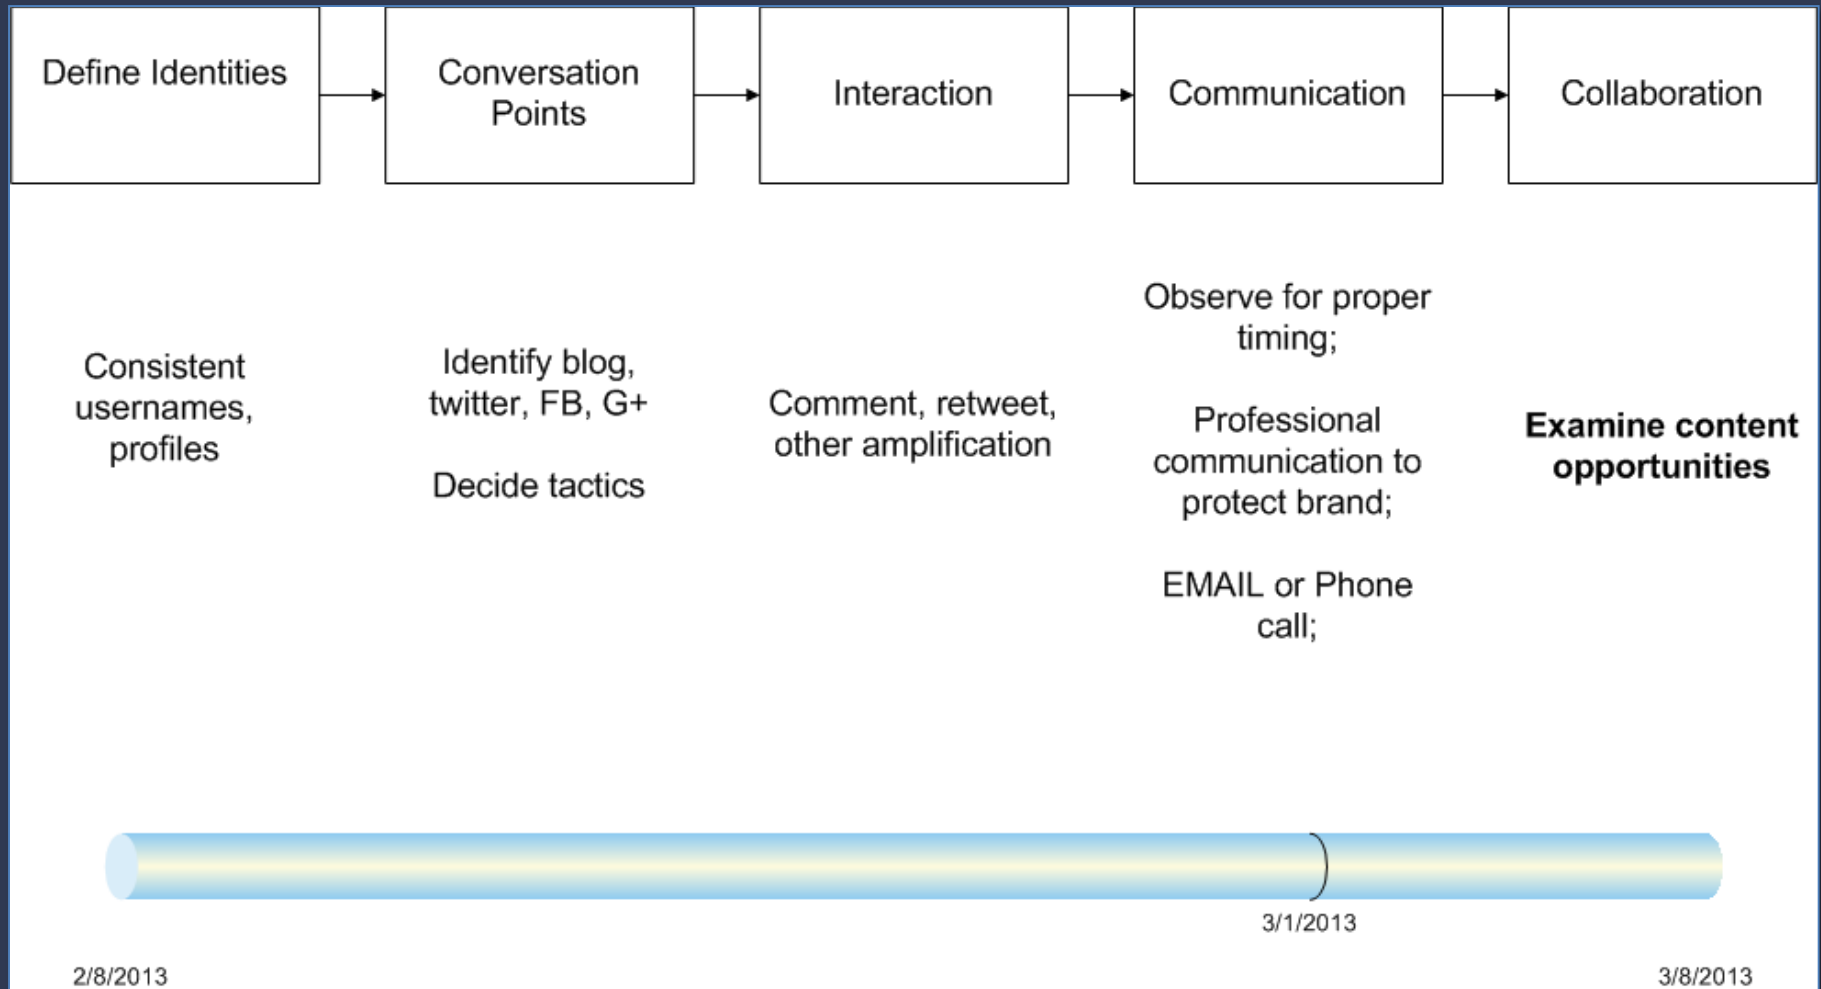 Define Identities
Conversation
Points
Interaction
Communication
Collaboration
Consistent
usernames,
profiles
Identify blog,
twitter, FB, G+
Decide tactics
Comment, retweet,
other amplification
Observe for proper
timing;
Professional
communication to
protect brand;
EMAIL or Phone
call;
Examine content
opportunities
3/1/2013
2/8/2013
3/8/2013